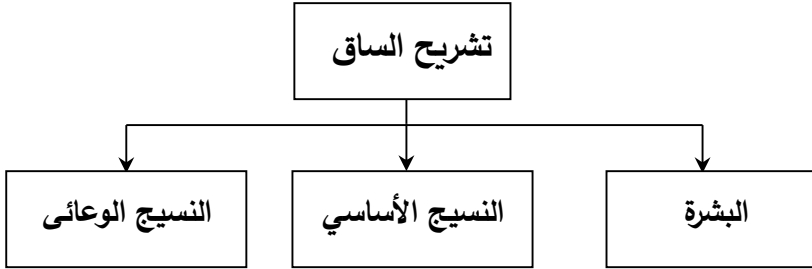 تشريح الساق
البشرة
النسيج الأساسي
النسيج الوعائى